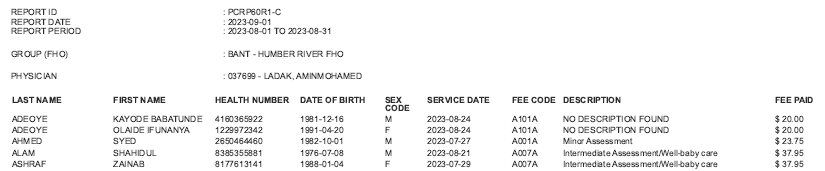 REPORT ID : PCRP60R1-C
REPORT DATE : 2023-09-01
REPORT PERIOD : 2023-08-01 TO 2023-08-31
GROUP (FHO) : BANT - HUMBER RIVER FHO
PHYSICIAN : 037699 - LADAK, AMINMOHAMED
LAST NAME FIRST NAME HEALTH NUMBER DATE OF BIRTH SEX CODE SERVICE DATE FEE CODE DESCRIPTION FEE PAID
ADEOYE KAYODE BABATUNDE 4160365922 1981-12-16 M 2023-08-24 A101A NO DESCRIPTION FOUND $ 20.00
ADEOYE OLAIDE IFUNANYA 1229972342 1991-04-20 F 2023-08-24 A101A NO DESCRIPTION FOUND $ 20.00
AHMED SYED 2650464460 1982-10-01 M 2023-07-27 A001A Minor Assessment $ 23.75
ALAM SHAHIDUL 8385355881 1976-07-08 M 2023-08-21 A007A Intermediate Assessment/Well-baby care $ 37.95
ASHRAF ZAINAB 8177613141 1988-01-04 F 2023-07-29 A007A Intermediate Assessment/Well-baby care $ 37.95